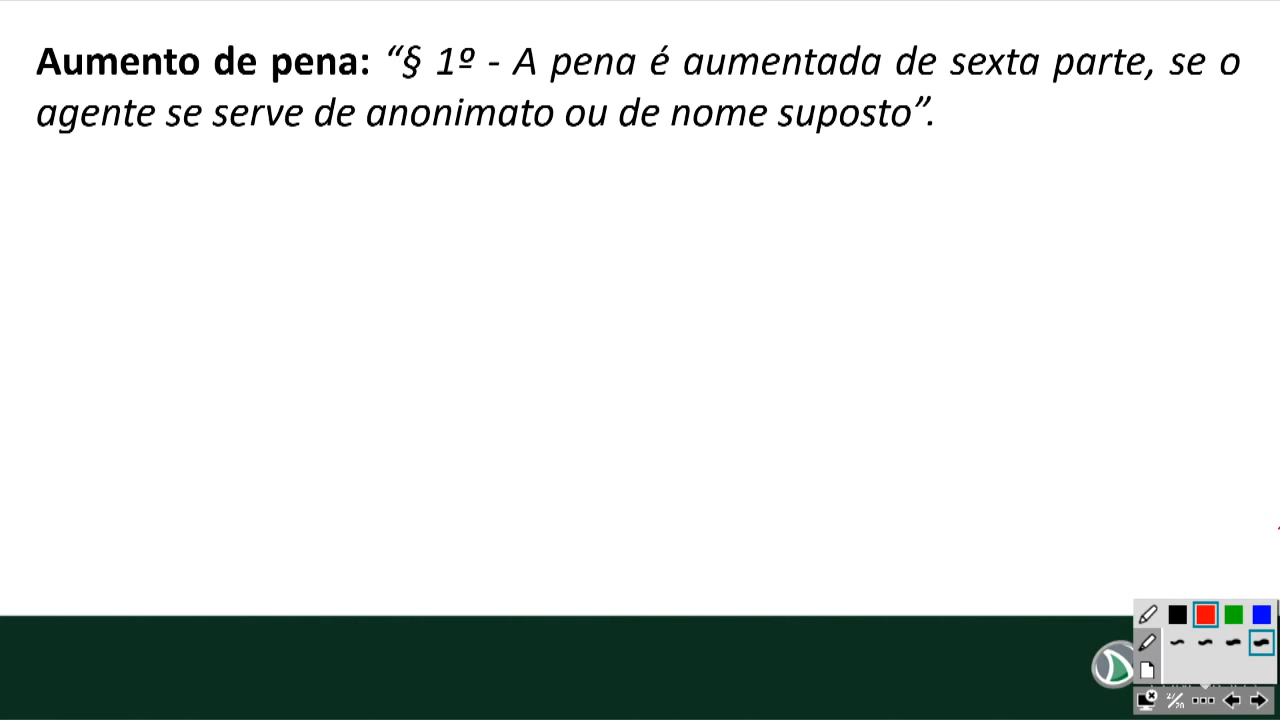 Aumento de pena: “§ 1º - A pena é aumentada de sexta parte, se o
agente se serve de anonimato ou de nome suposto”.